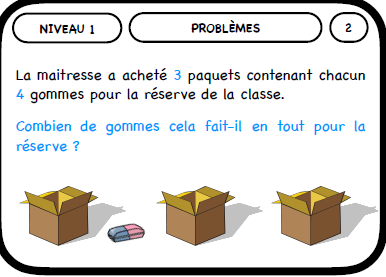 NIVEAU 1
PROBLÈMES
2
La maitresse a acheté 3 paquets contenant chacun
4 gommes pour la réserve de la classe.
Combien de gommes cela fait-il en tout pour la
réserve ?